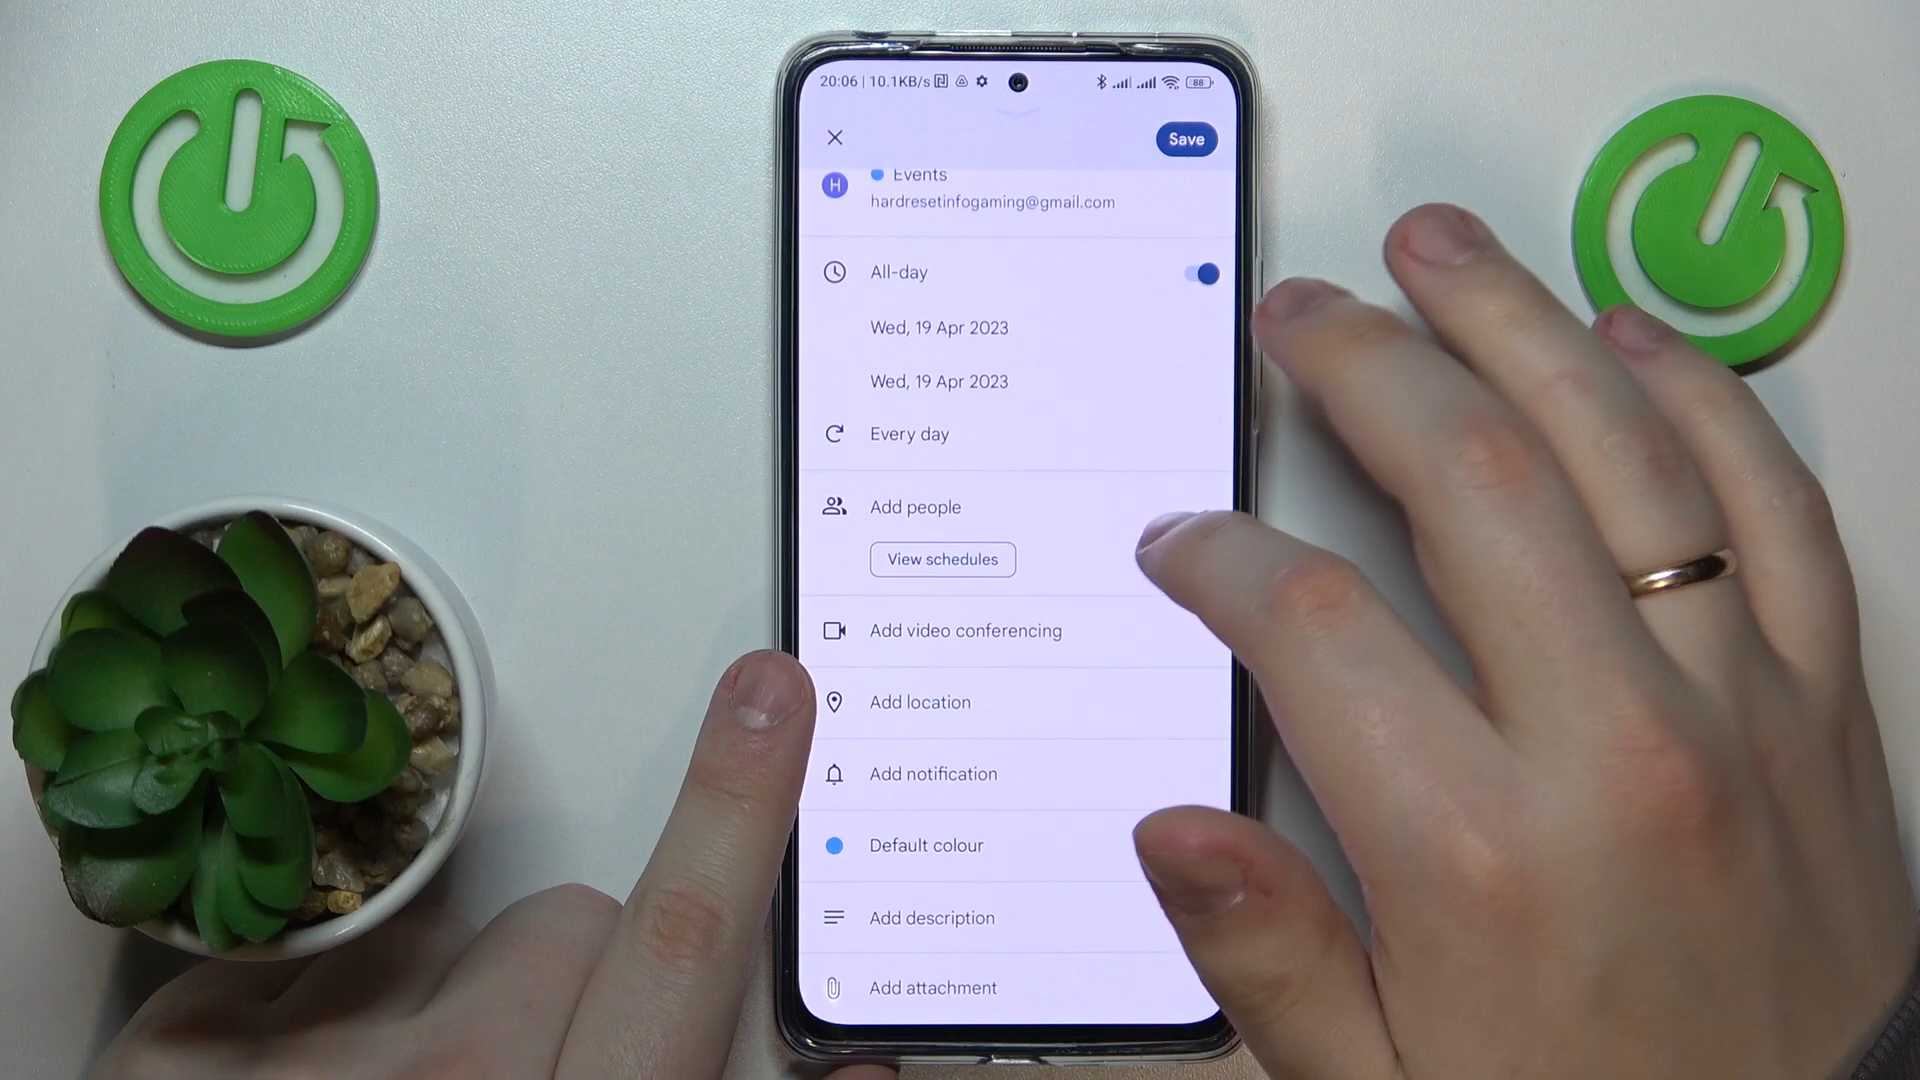 20:06 | 10.1KB/s
88
Save
Events
H
hardresetinfogaming@gmail.com
All-day
Wed, 19 Apr 2023
Wed, 19 Apr 2023
Every day
Add people
View schedules
Add video conferencing
Add location
Add notification
Default colour
Add description
Add attachment